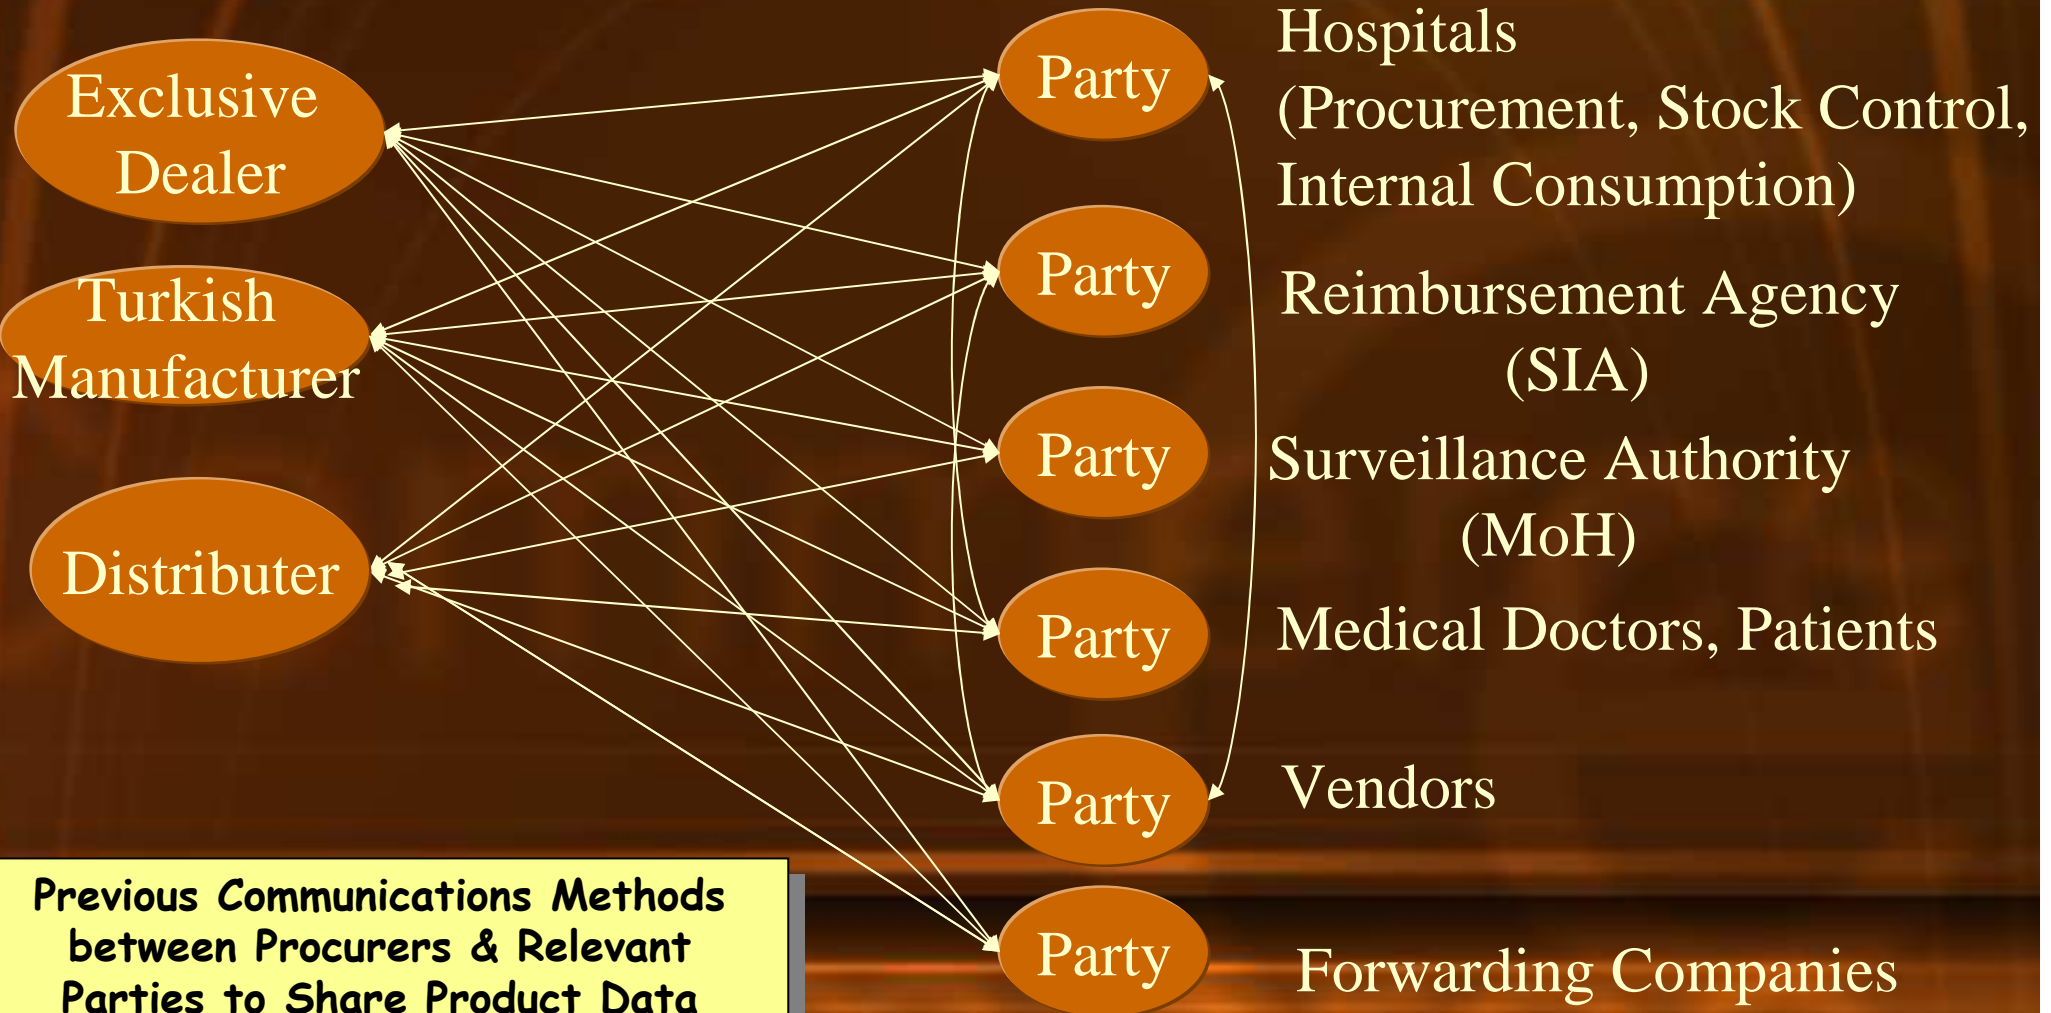 Exclusive
Dealer
Turkish
Manufacturer
Distributer
Party
Party
Party
Party
Party
Party
Hospitals
(Procurement, Stock Control,
Internal Consumption)
Reimbursement Agency
(SIA)
Surveillance Authority
(MoH)
Medical Doctors, Patients
Vendors
Forwarding Companies
Previous Communications Methods
between Procurers & Relevant
Parties to Share Product Data